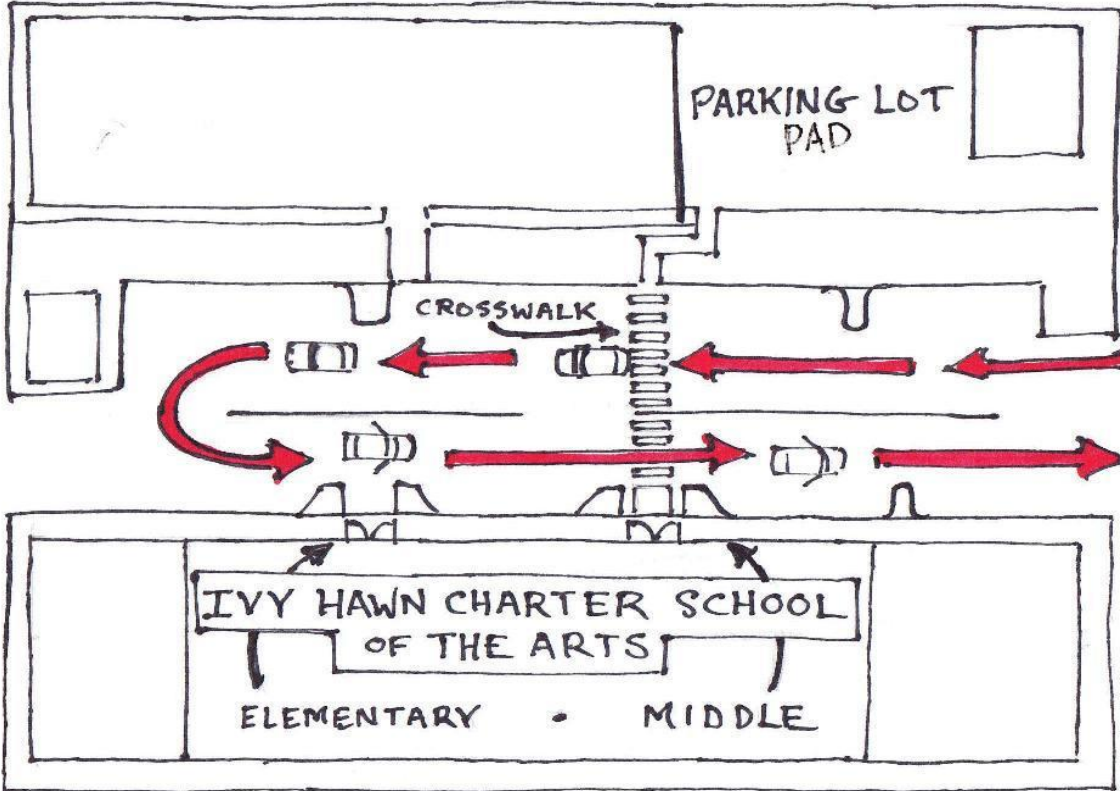 PARKING LOT
PAD
CROSSWALK
IVY HAWN CHARTER SCHOOL
OF THE ARTS
ELEMENTARY • MIDDLE